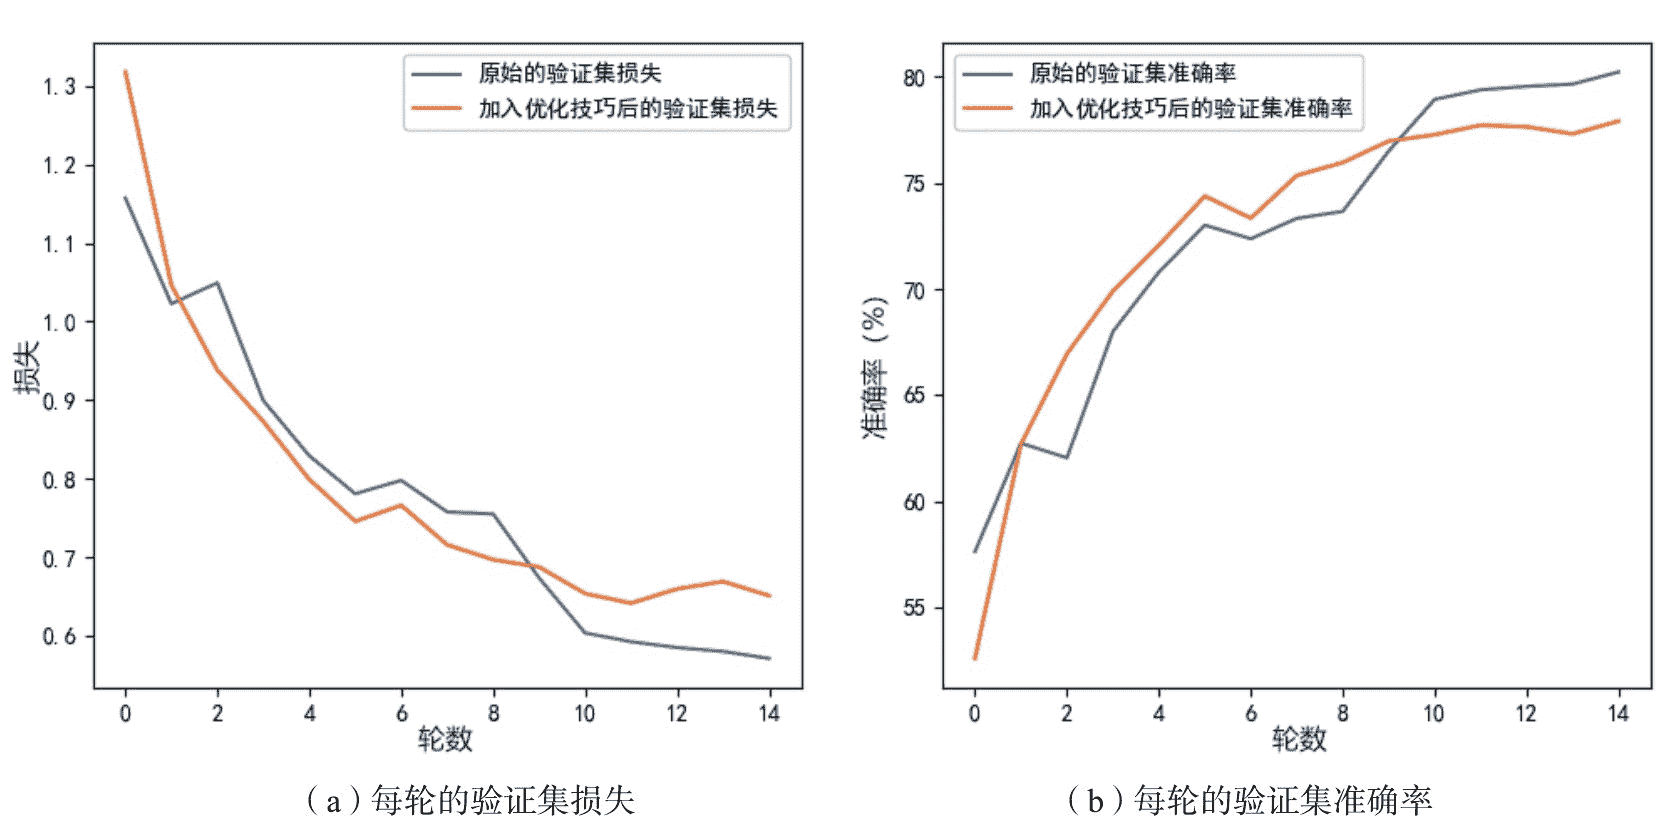 原始的验证集损失
加入优化技巧后的验证集损失
1.3
1.2
1.1
1.0
0.9
0.8
0.7
0.6
损失
0 2 4 6 8 10 12 14
轮数
(a)每轮的验证集损失
原始的验证集准确率
加入优化技巧后的验证集准确率
80
75
70
65
60
55
准确率(%)
0 2 4 6 8 10 12 14
轮数
(b)每轮的验证集准确率